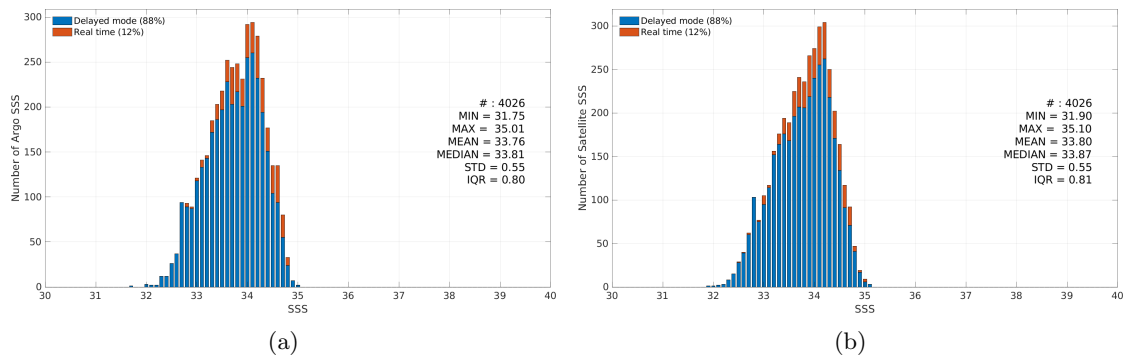 Delayed mode (88%)
Real time (12%)
Number of Argo SSS
300
250
200
150
100
50
0
# : 4026
MIN = 31.75
MAX = 35.01
MEAN = 33.76
MEDIAN = 33.81
STD = 0.55
IQR = 0.80
30 31 32 33 34 35 36 37 38 39 40
SSS
(a)
Delayed mode (88%)
Real time (12%)
Number of Satellite SSS
300
250
200
150
100
50
0
# : 4026
MIN = 31.90
MAX = 35.10
MEAN = 33.80
MEDIAN = 33.87
STD = 0.55
IQR = 0.81
30 31 32 33 34 35 36 37 38 39 40
SSS
(b)